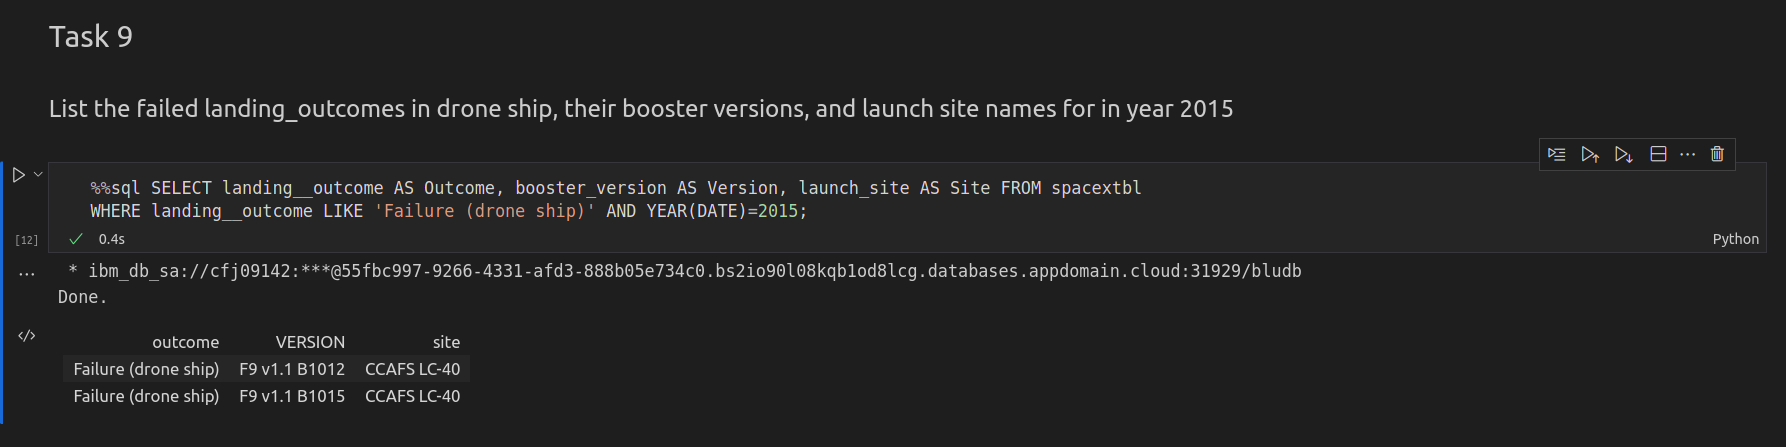 Task 9
List the failed landing_outcomes in drone ship, their booster versions, and launch site names for in year 2015
%%sql SELECT landing__outcome AS Outcome, booster_version AS Version, launch_site AS Site FROM spacextbl
WHERE landing__outcome LIKE 'Failure (drone ship)' AND YEAR(DATE)=2015;
[12] 0.4s Python
* ibm_db_sa://cfj09142:***@55fbc997-9266-4331-afd3-888b05e734c0.bs2io90l08kqb1od8lcg.databases.appdomain.cloud:31929/bludb
Done.
outcome VERSION site
Failure (drone ship) F9 v1.1 B1012 CCAFS LC-40
Failure (drone ship) F9 v1.1 B1015 CCAFS LC-40